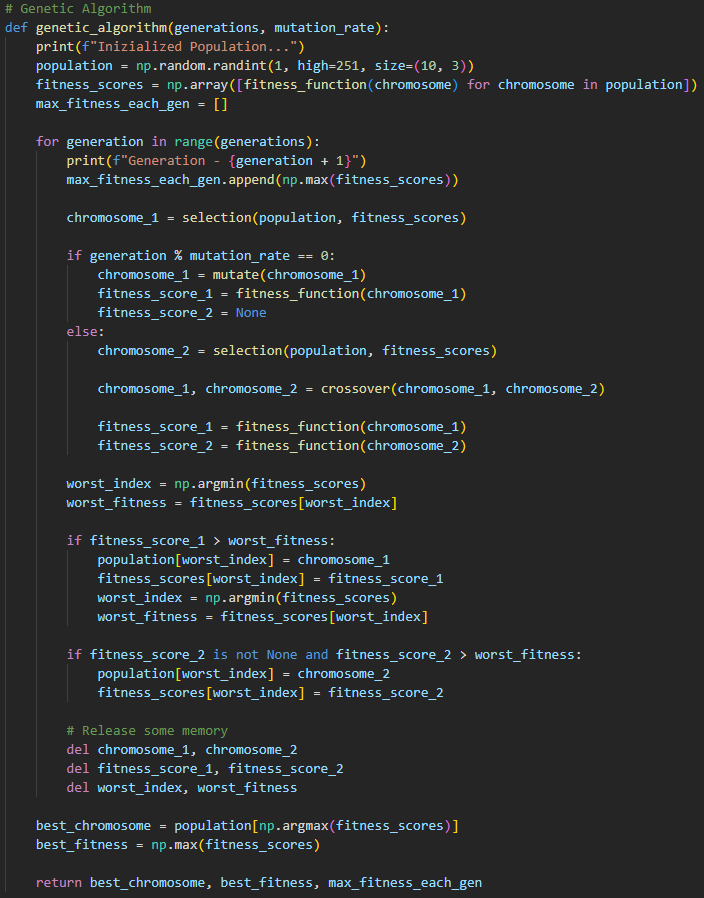 # Genetic Algorithm
def genetic_algorithm(generations, mutation_rate):
    print(f"Inizialized Population...")
    population = np.random.randint(1, high=251, size=(10, 3))
    fitness_scores = np.array([fitness_function(chromosome) for chromosome in population])
    max_fitness_each_gen = []

    for generation in range(generations):
        print(f"Generation - {generation + 1}")
        max_fitness_each_gen.append(np.max(fitness_scores))

        chromosome_1 = selection(population, fitness_scores)

        if generation % mutation_rate == 0:
            chromosome_1 = mutate(chromosome_1)
            fitness_score_1 = fitness_function(chromosome_1)
            fitness_score_2 = None
        else:
            chromosome_2 = selection(population, fitness_scores)

            chromosome_1, chromosome_2 = crossover(chromosome_1, chromosome_2)

            fitness_score_1 = fitness_function(chromosome_1)
            fitness_score_2 = fitness_function(chromosome_2)

        worst_index = np.argmin(fitness_scores)
        worst_fitness = fitness_scores[worst_index]

        if fitness_score_1 > worst_fitness:
            population[worst_index] = chromosome_1
            fitness_scores[worst_index] = fitness_score_1
            worst_index = np.argmin(fitness_scores)
            worst_fitness = fitness_scores[worst_index]

        if fitness_score_2 is not None and fitness_score_2 > worst_fitness:
            population[worst_index] = chromosome_2
            fitness_scores[worst_index] = fitness_score_2

        # Release some memory
        del chromosome_1, chromosome_2
        del fitness_score_1, fitness_score_2
        del worst_index, worst_fitness

    best_chromosome = population[np.argmax(fitness_scores)]
    best_fitness = np.max(fitness_scores)

    return best_chromosome, best_fitness, max_fitness_each_gen